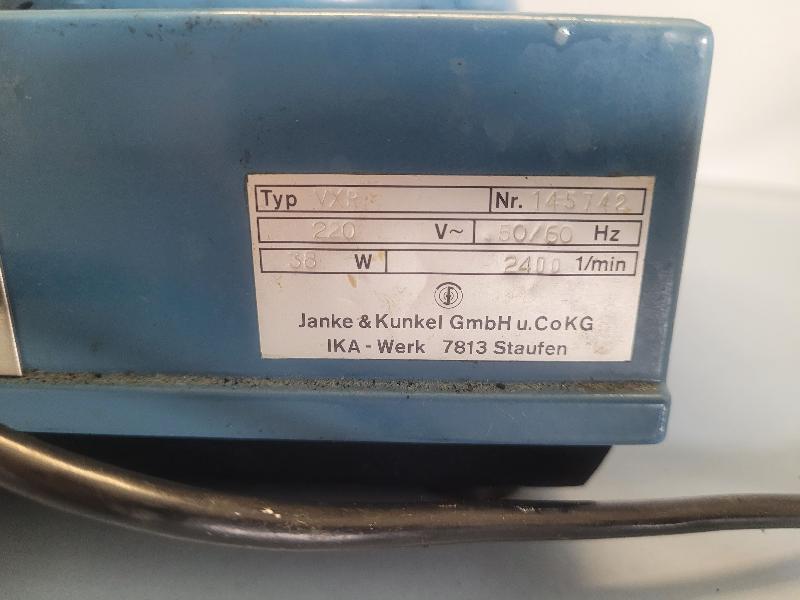 Typ VXR Nr. 145742
220 V~ 50/60 Hz
38 W 2400 1/min
Janke & Kunkel GmbH u. Co KG
IKA - Werk 7813 Staufen